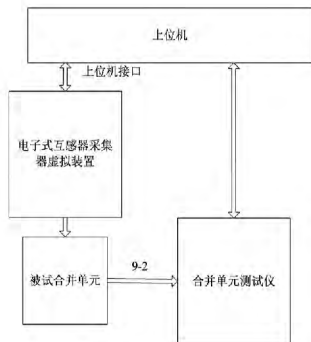 上位机
上位机接口
电子式互感器采集
器虚拟装置
被试合并单元
9-2
合并单元测试仪